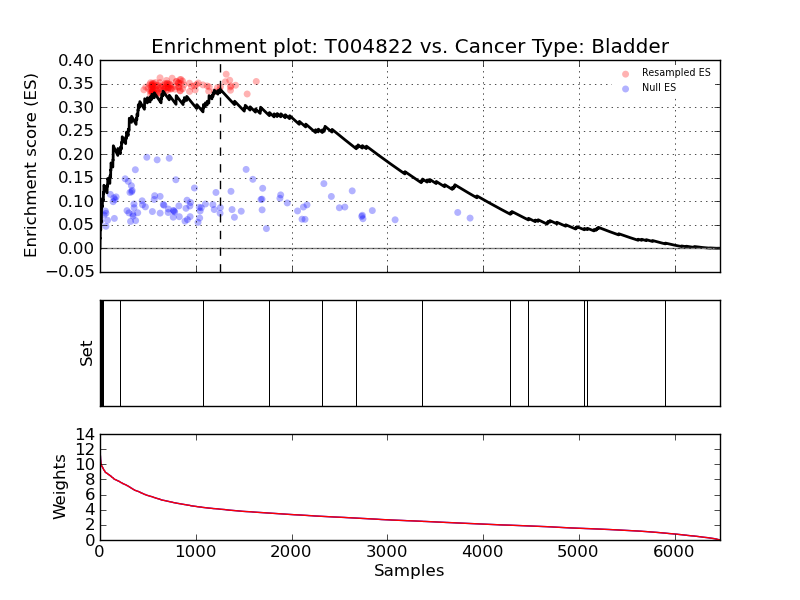 Enrichment plot: T004822 vs. Cancer Type: Bladder
Enrichment score (ES)
0.40
0.35
0.30
0.25
0.20
0.15
0.10
0.05
0.00
−0.05
Resampled ES
Null ES
Set
Weights
14
12
10
8
6
4
2
0
0 1000 2000 3000 4000 5000 6000
Samples